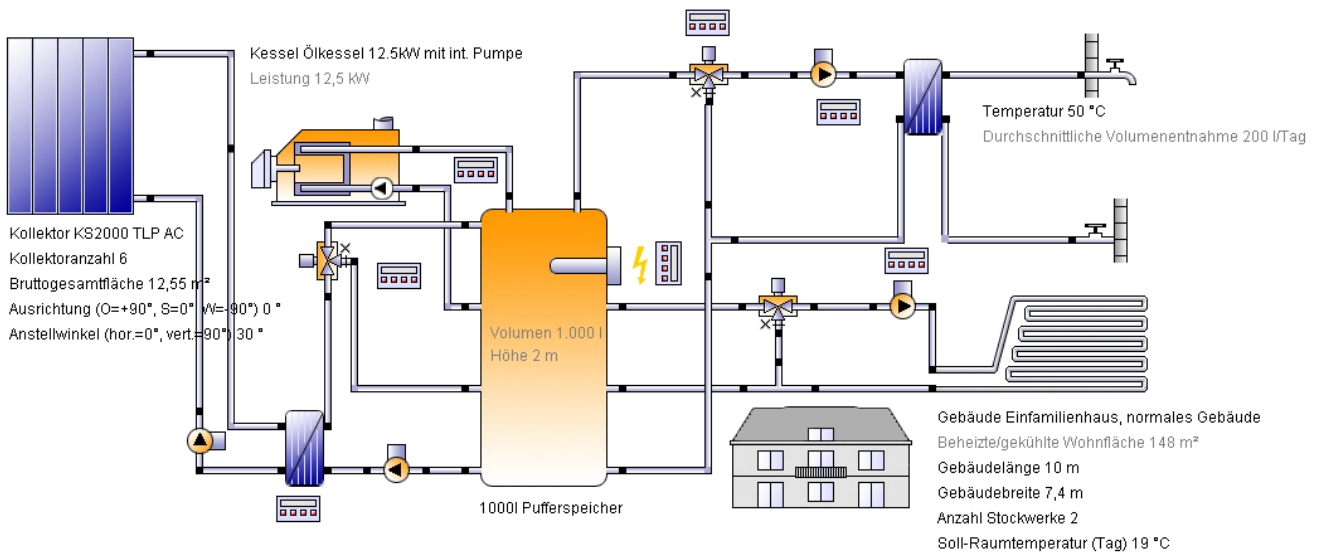 Kessel Ölkessel 12.5kW mit int. Pumpe
Leistung 12,5 kW
Temperatur 50 °C
Durchschnittliche Volumenentnahme 200 l/Tag
Kollektor KS2000 TLP AC
Kollektoranzahl 6
Bruttogesamtfläche 12,55 m²
Ausrichtung (O=+90°, S=0°, W=-90°) 0 °
Anstellwinkel (hor.=0°, vert.=90°) 30 °
Volumen 1.000 l
Höhe 2 m
1000l Pufferspeicher
Gebäude Einfamilienhaus, normales Gebäude
Beheizte/gekühlte Wohnfläche 148 m²
Gebäudelänge 10 m
Gebäudebreite 7,4 m
Anzahl Stockwerke 2
Soll-Raumtemperatur (Tag) 19 °C